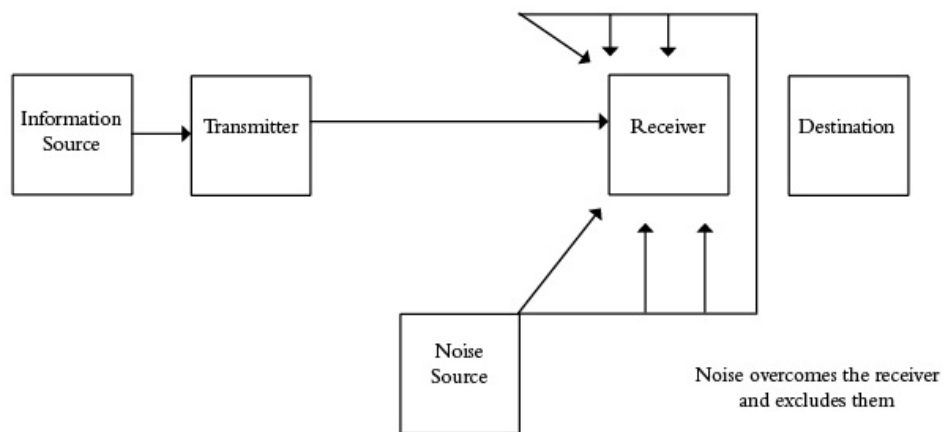 Information
Source
Transmitter
Receiver
Destination
Noise
Source
Noise overcomes the receiver
and excludes them